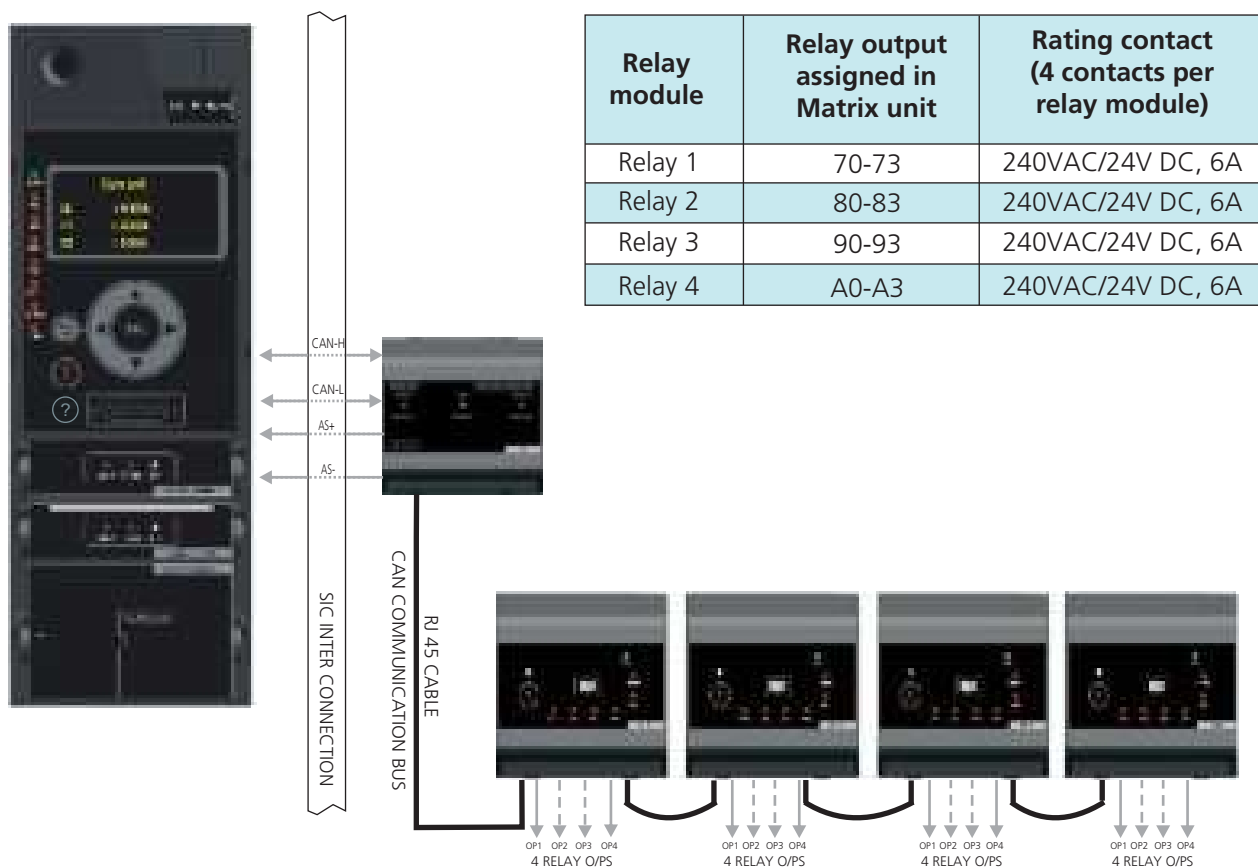 Relay module
Relay output assigned in Matrix unit
Rating contact (4 contacts per relay module)
Relay 1 70-73 240VAC/24V DC, 6A
Relay 2 80-83 240VAC/24V DC, 6A
Relay 3 90-93 240VAC/24V DC, 6A
Relay 4 A0-A3 240VAC/24V DC, 6A
CAN-H
CAN-L
AS+
AS-
?
SIC INTER CONNECTION
CAN COMMUNICATION BUS
RJ 45 CABLE
OP1 OP2 OP3 OP4
4 RELAY O/PS
OP1 OP2 OP3 OP4
4 RELAY O/PS
OP1 OP2 OP3 OP4
4 RELAY O/PS
OP1 OP2 OP3 OP4
4 RELAY O/PS